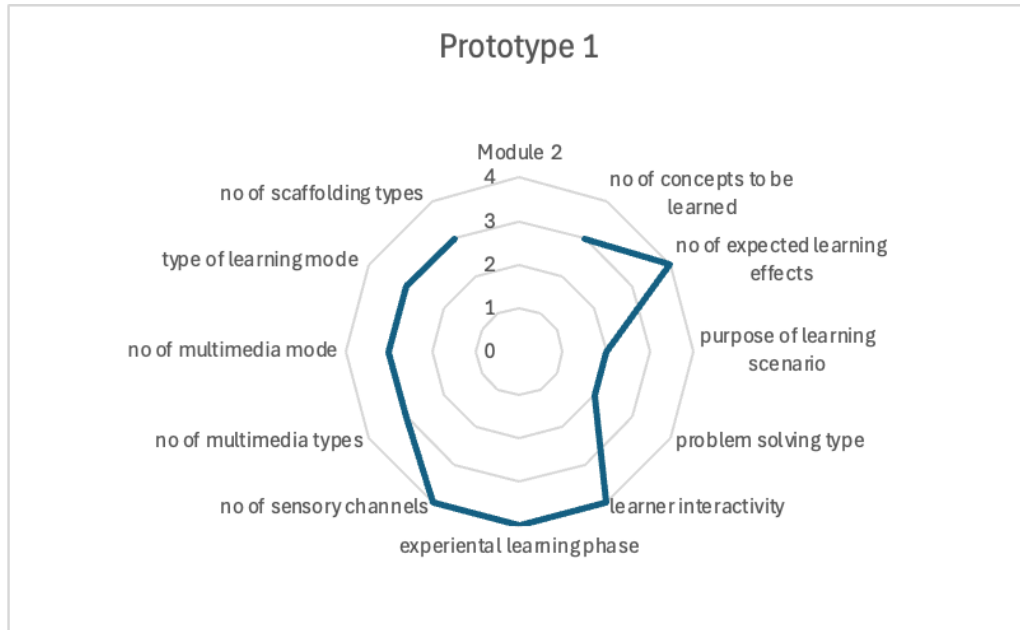 Prototype 1
Module 2
no of concepts to be
learned
no of expected learning
effects
purpose of learning
scenario
problem solving type
learner interactivity
experiental learning phase
no of sensory channels
no of multimedia types
no of multimedia mode
type of learning mode
no of scaffolding types
4
3
2
1
0